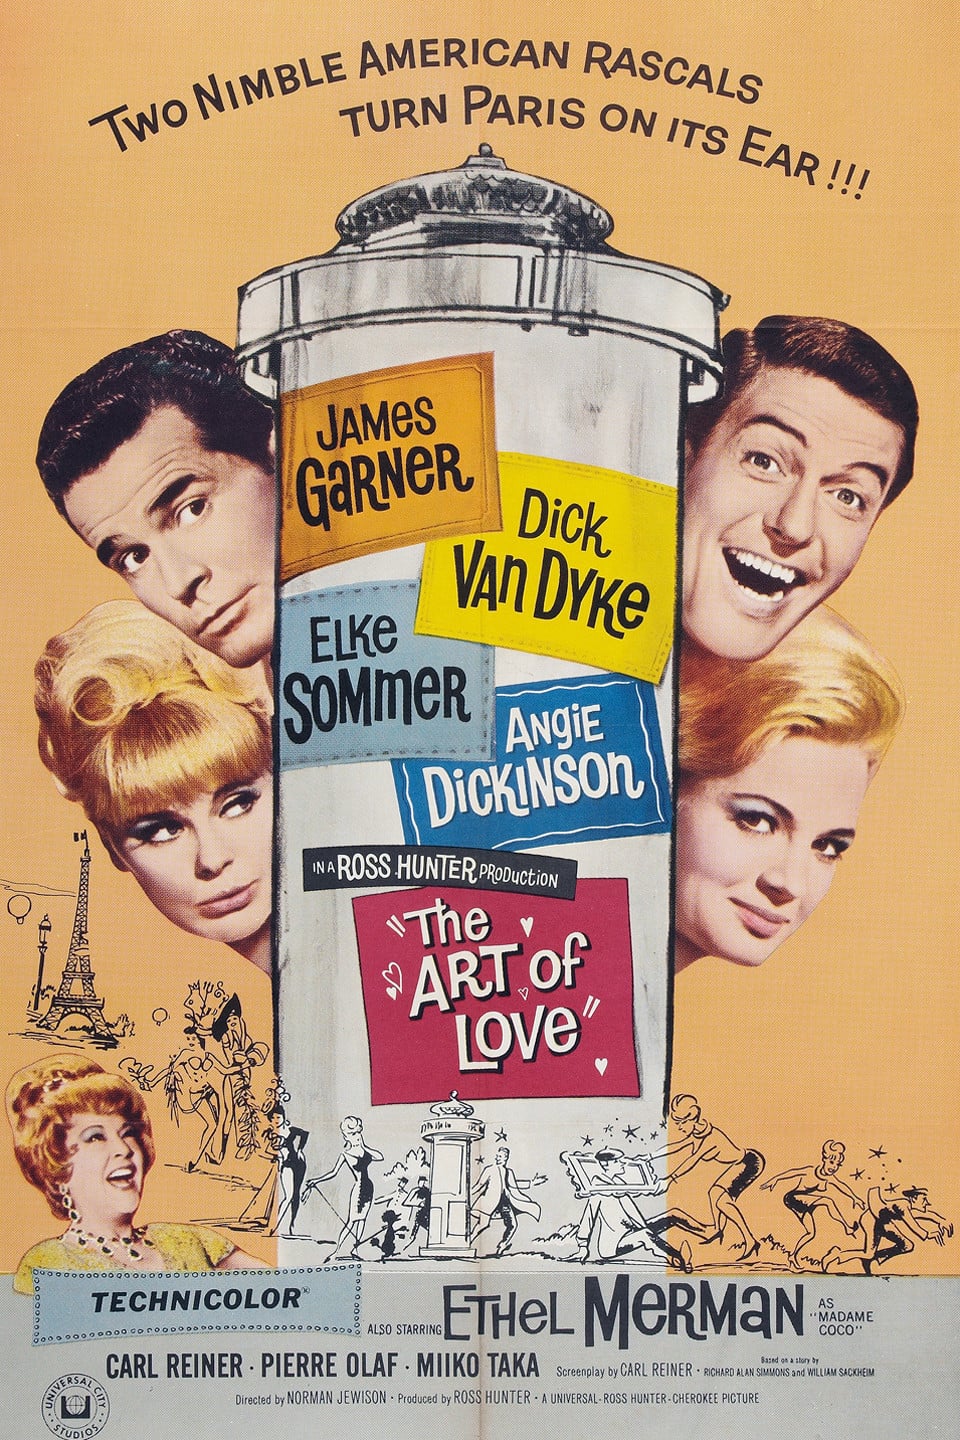 TWO NIMBLE AMERICAN RASCALS
TURN PARIS ON ITS EAR!!!
JAMES
GARNER
DICK
VAN DYKE
ELKE
SOMMER
ANGIE
DICKINSON
IN A ROSS HUNTER PRODUCTION
"THE
ART OF
LOVE"
TECHNICOLOR®
ALSO STARRING ETHEL MERMAN AS "MADAME COCO"
CARL REINER · PIERRE OLAF · MIIKO TAKA
Screenplay by CARL REINER · Based on a story by RICHARD ALAN SIMMONS and WILLIAM SACKHEIM
Directed by NORMAN JEWISON · Produced by ROSS HUNTER · A UNIVERSAL-ROSS HUNTER-CHEROKEE PICTURE
UNIVERSAL CITY
STUDIOS